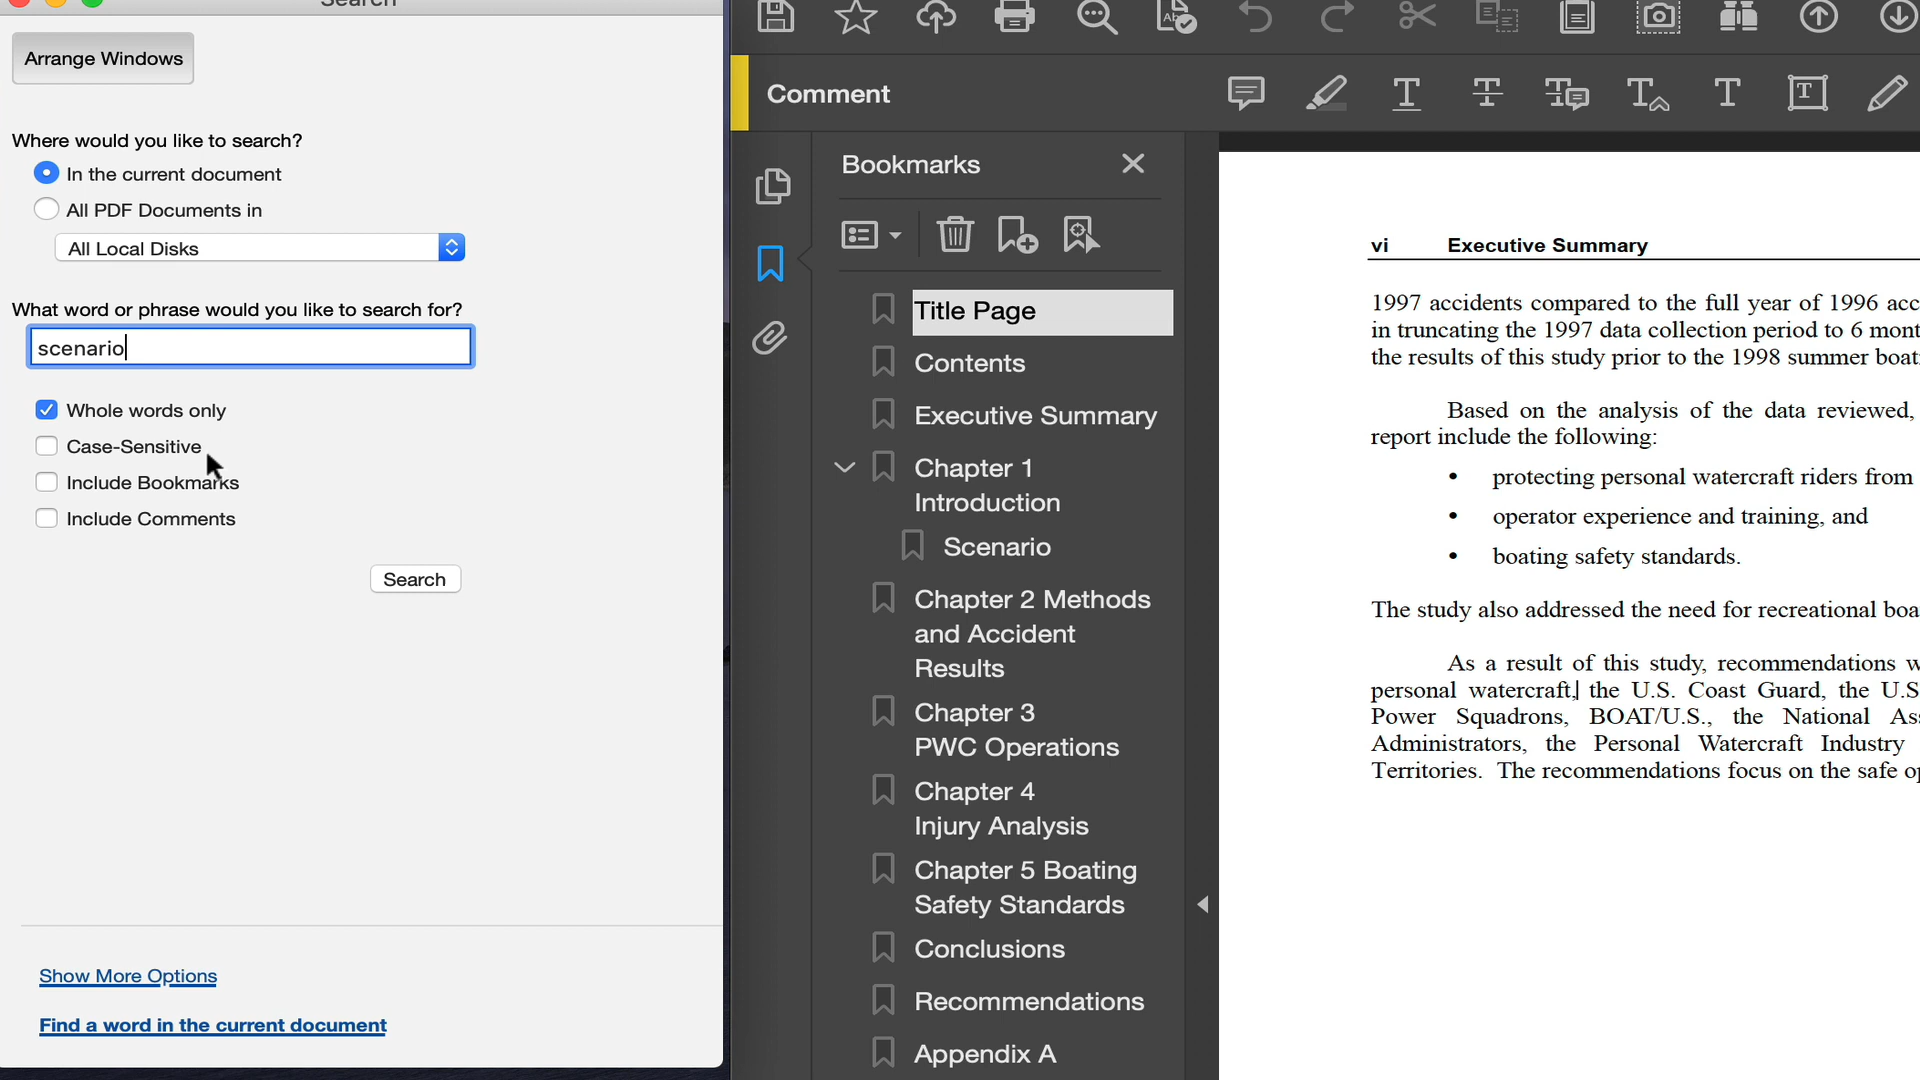 Search
Arrange Windows
Where would you like to search?
In the current document
All PDF Documents in
All Local Disks
What word or phrase would you like to search for?
scenario
Whole words only
Case-Sensitive
Include Bookmarks
Include Comments
Search
Show More Options
Find a word in the current document
Comment
Bookmarks
Title Page
Contents
Executive Summary
Chapter 1
Introduction
Scenario
Chapter 2 Methods
and Accident
Results
Chapter 3
PWC Operations
Chapter 4
Injury Analysis
Chapter 5 Boating
Safety Standards
Conclusions
Recommendations
Appendix A
vi Executive Summary
1997 accidents compared to the full year of 1996 acc
in truncating the 1997 data collection period to 6 mont
the results of this study prior to the 1998 summer boat
Based on the analysis of the data reviewed,
report include the following:
• protecting personal watercraft riders from
• operator experience and training, and
• boating safety standards.
The study also addressed the need for recreational boa
As a result of this study, recommendations w
personal watercraft, the U.S. Coast Guard, the U.S
Power Squadrons, BOAT/U.S., the National Ass
Administrators, the Personal Watercraft Industry
Territories. The recommendations focus on the safe op